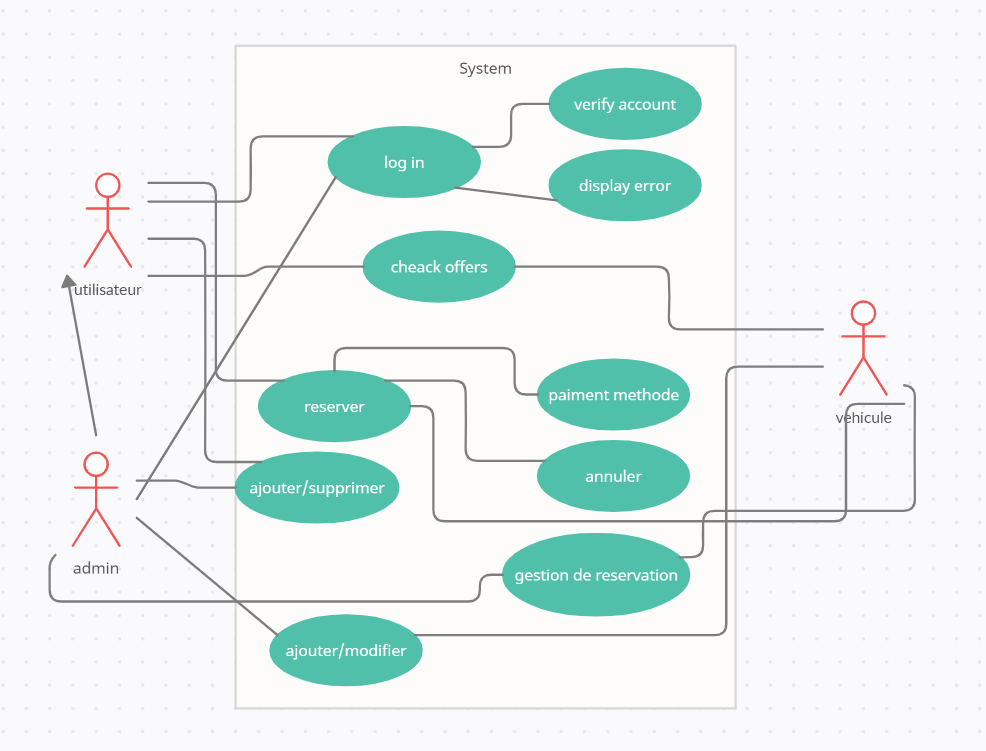 System
verify account
log in
display error
cheack offers
utilisateur
paiment methode
reserver
vehicule
annuler
ajouter/supprimer
admin
gestion de reservation
ajouter/modifier